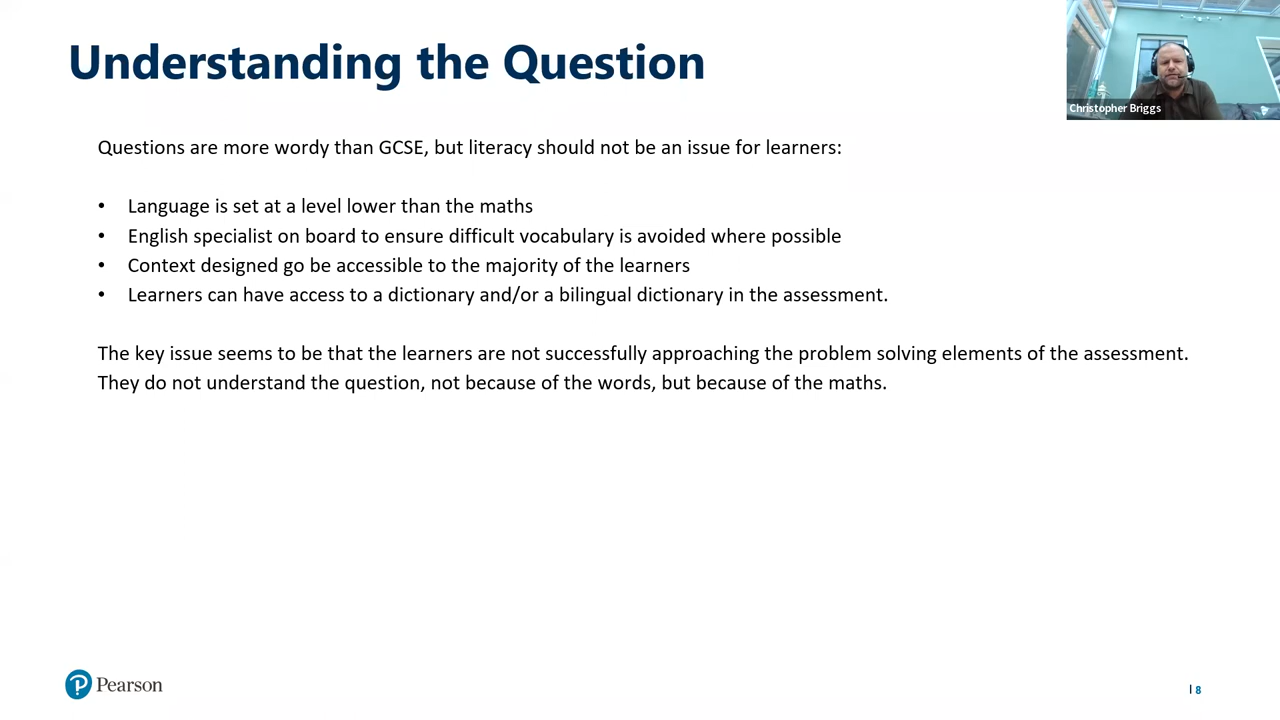 Understanding the Question
Christopher Briggs
Questions are more wordy than GCSE, but literacy should not be an issue for learners:
• Language is set at a level lower than the maths
• English specialist on board to ensure difficult vocabulary is avoided where possible
• Context designed go be accessible to the majority of the learners
• Learners can have access to a dictionary and/or a bilingual dictionary in the assessment.
The key issue seems to be that the learners are not successfully approaching the problem solving elements of the assessment.
They do not understand the question, not because of the words, but because of the maths.
Pearson
| 8